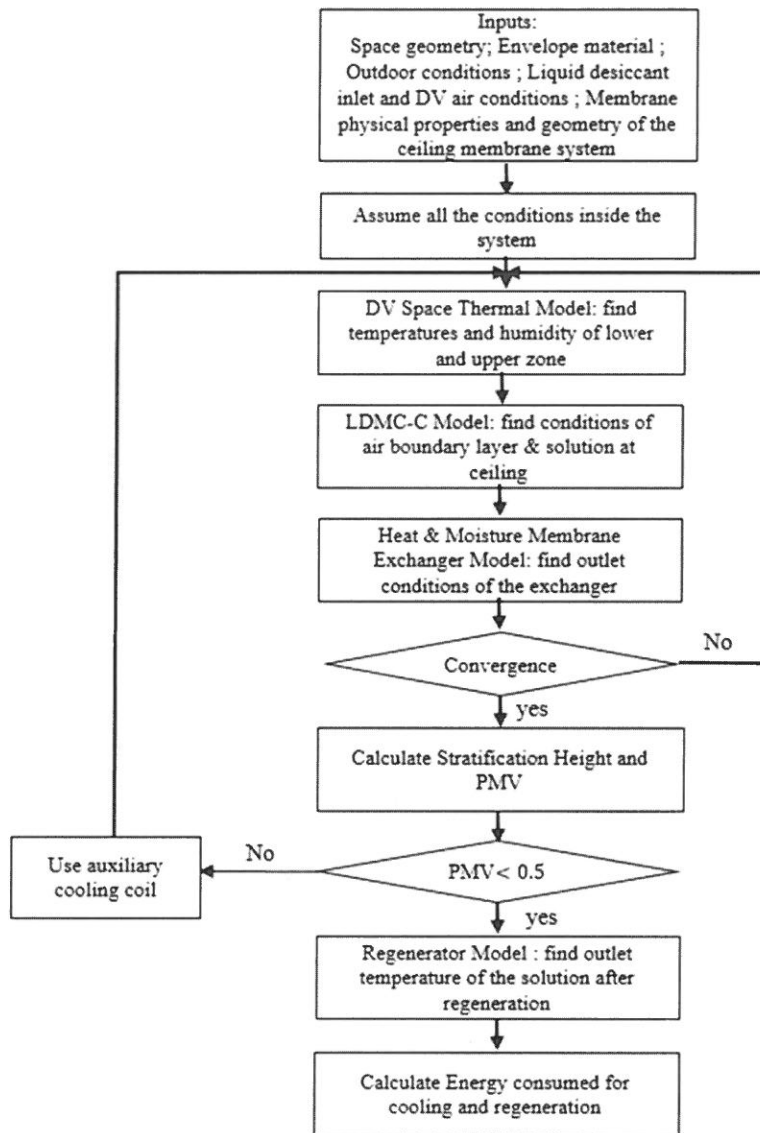 Inputs:
Space geometry; Envelope material ;
Outdoor conditions ; Liquid desiccant
inlet and DV air conditions ; Membrane
physical properties and geometry of the
ceiling membrane system
Assume all the conditions inside the
system
DV Space Thermal Model: find
temperatures and humidity of lower
and upper zone
LDMC-C Model: find conditions of
air boundary layer & solution at
ceiling
Heat & Moisture Membrane
Exchanger Model: find outlet
conditions of the exchanger
No
Convergence
yes
Calculate Stratification Height and
PMV
No
Use auxiliary
cooling coil
PMV< 0.5
yes
Regenerator Model : find outlet
temperature of the solution after
regeneration
Calculate Energy consumed for
cooling and regeneration